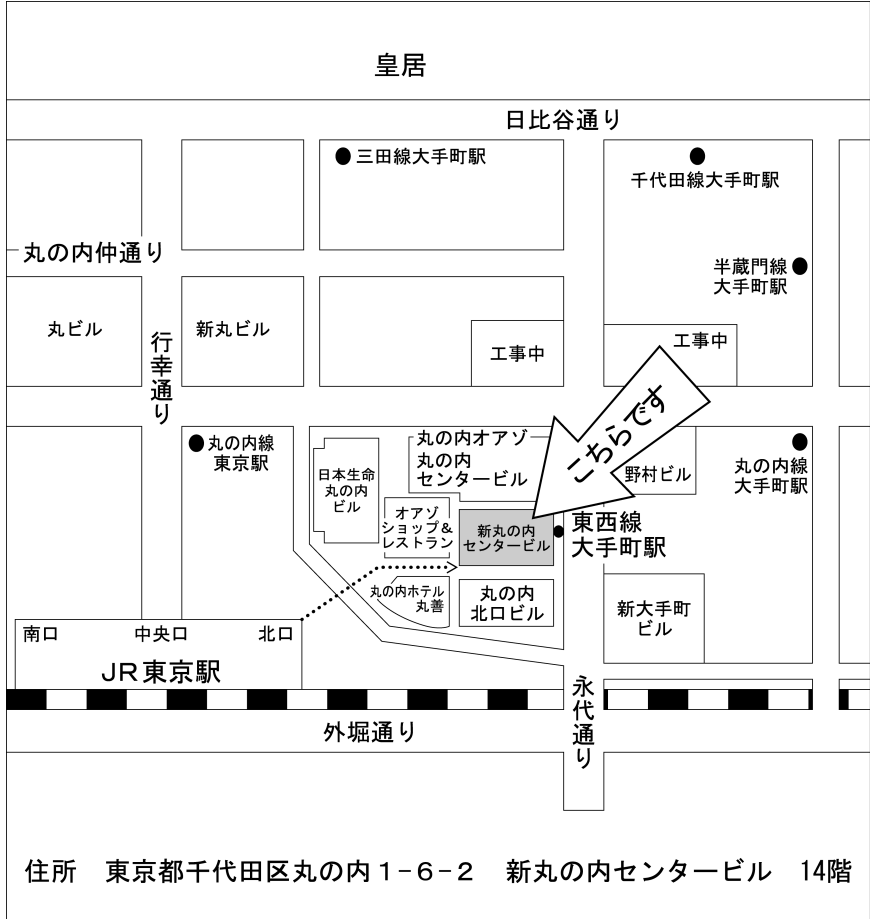 皇居
日比谷通り
三田線大手町駅
千代田線大手町駅
丸の内仲通り
半蔵門線
大手町駅
丸ビル
行幸通り
新丸ビル
工事中
工事中
こちらです
丸の内線
東京駅
日本生命
丸の内
ビル
丸の内オアゾ
丸の内
センタービル
野村ビル
丸の内線
大手町駅
オアゾ
ショップ&
レストラン
新丸の内
センタービル
東西線
大手町駅
丸の内ホテル
丸善
丸の内
北口ビル
新大手町
ビル
南口
中央口
北口
JR東京駅
永代通り
外堀通り
住所 東京都千代田区丸の内1-6-2 新丸の内センタービル 14階